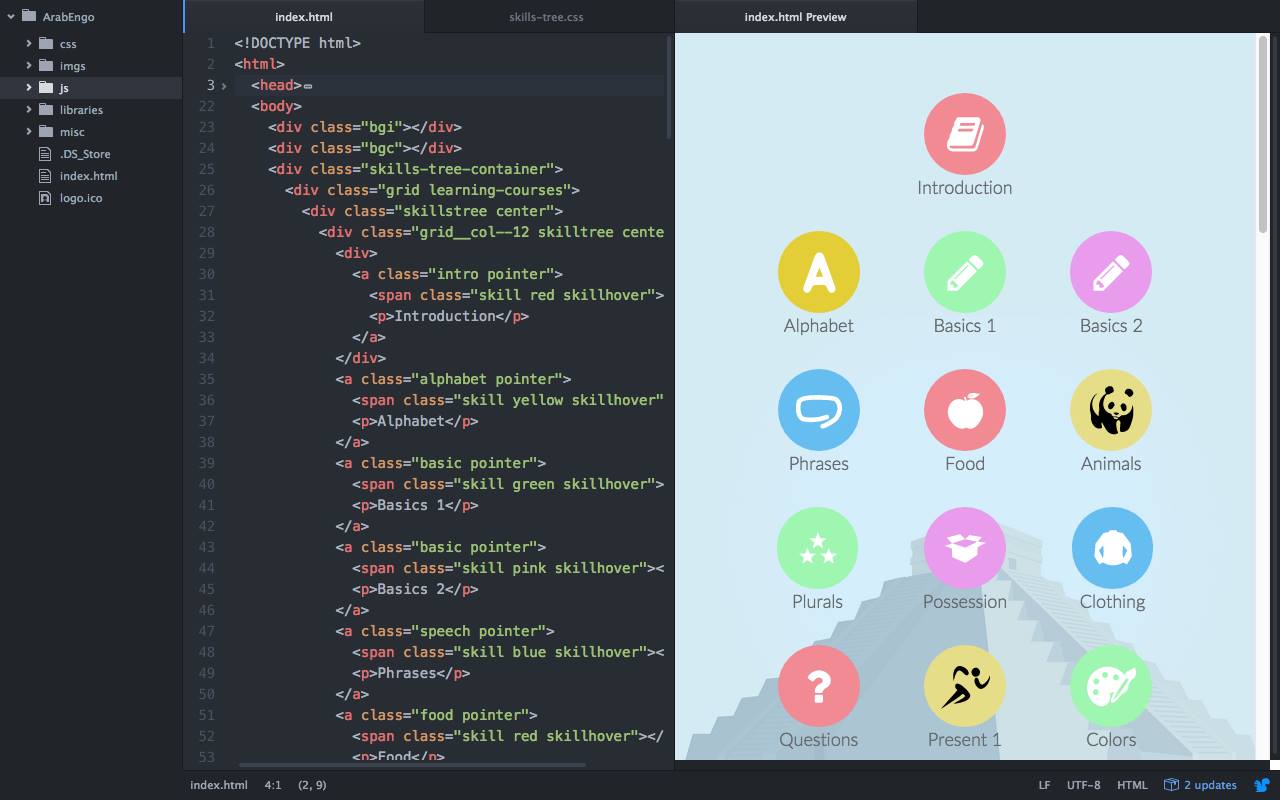 ArabEngo
css
imgs
js
libraries
misc
.DS_Store
index.html
logo.ico
index.html
skills-tree.css
index.html Preview
1 <!DOCTYPE html>
2 <html>
3 <head>
22 <body>
23 <div class="bgi"></div>
24 <div class="bgc"></div>
25 <div class="skills-tree-container">
26 <div class="grid learning-courses">
27 <div class="skillstree center">
28 <div class="grid__col--12 skilltree cente
29 <div>
30 <a class="intro pointer">
31 <span class="skill red skillhover">
32 <p>Introduction</p>
33 </a>
34 </div>
35 <a class="alphabet pointer">
36 <span class="skill yellow skillhover"
37 <p>Alphabet</p>
38 </a>
39 <a class="basic pointer">
40 <span class="skill green skillhover">
41 <p>Basics 1</p>
42 </a>
43 <a class="basic pointer">
44 <span class="skill pink skillhover"><
45 <p>Basics 2</p>
46 </a>
47 <a class="speech pointer">
48 <span class="skill blue skillhover"><
49 <p>Phrases</p>
50 </a>
51 <a class="food pointer">
52 <span class="skill red skillhover"></
53 <p>Food</p>
Introduction
A
Alphabet Basics 1 Basics 2
Phrases Food Animals
Plurals Possession Clothing
?
Questions Present 1 Colors
index.html 4:1 (2, 9)
LF UTF-8 HTML 2 updates